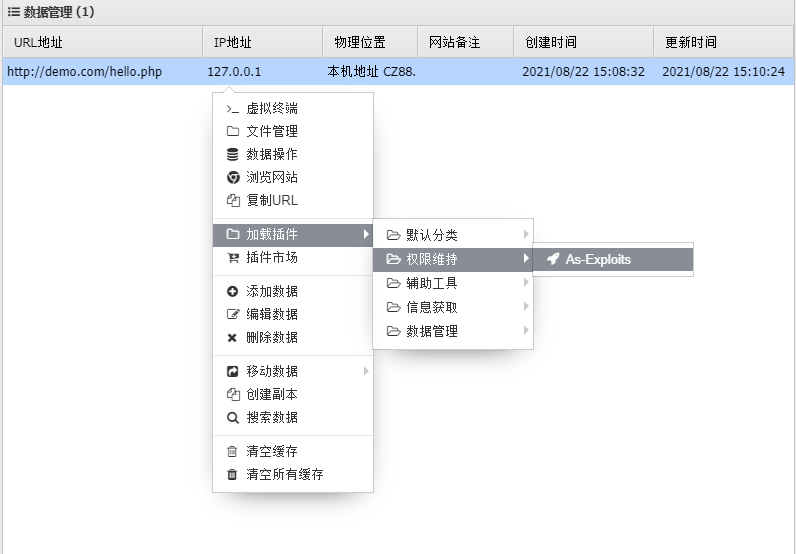 数据管理 (1)
URL地址 IP地址 物理位置 网站备注 创建时间 更新时间
http://demo.com/hello.php 127.0.0.1 本机地址 CZ88. 2021/08/22 15:08:32 2021/08/22 15:10:24
虚拟终端
文件管理
数据操作
浏览网站
复制URL
加载插件
插件市场
添加数据
编辑数据
删除数据
移动数据
创建副本
搜索数据
清空缓存
清空所有缓存
默认分类
权限维持
辅助工具
信息获取
数据管理
As-Exploits